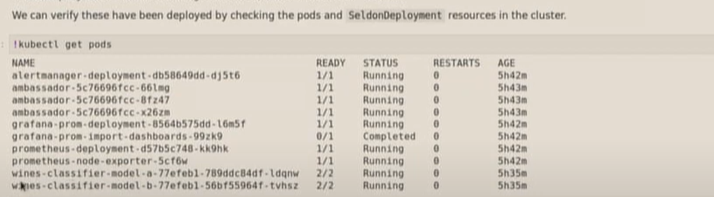 We can verify these have been deployed by checking the pods and SeldonDeployment resources in the cluster.
!kubectl get pods
NAME READY STATUS RESTARTS AGE
alertmanager-deployment-db58649dd-dj5t6 1/1 Running 0 5h42m
ambassador-5c76696fcc-66lmg 1/1 Running 0 5h43m
ambassador-5c76696fcc-8fz47 1/1 Running 0 5h43m
ambassador-5c76696fcc-x26zm 1/1 Running 0 5h43m
grafana-prom-deployment-8564b575dd-l6m5f 1/1 Running 0 5h42m
grafana-prom-import-dashboards-99zk9 0/1 Completed 0 5h42m
prometheus-deployment-d57b5c748-kk9hk 1/1 Running 0 5h42m
prometheus-node-exporter-5cf6w 1/1 Running 0 5h42m
wines-classifier-model-a-77efeb1-789ddc84df-ldqnw 2/2 Running 0 5h35m
wines-classifier-model-b-77efeb1-56bf55964f-tvhsz 2/2 Running 0 5h35m